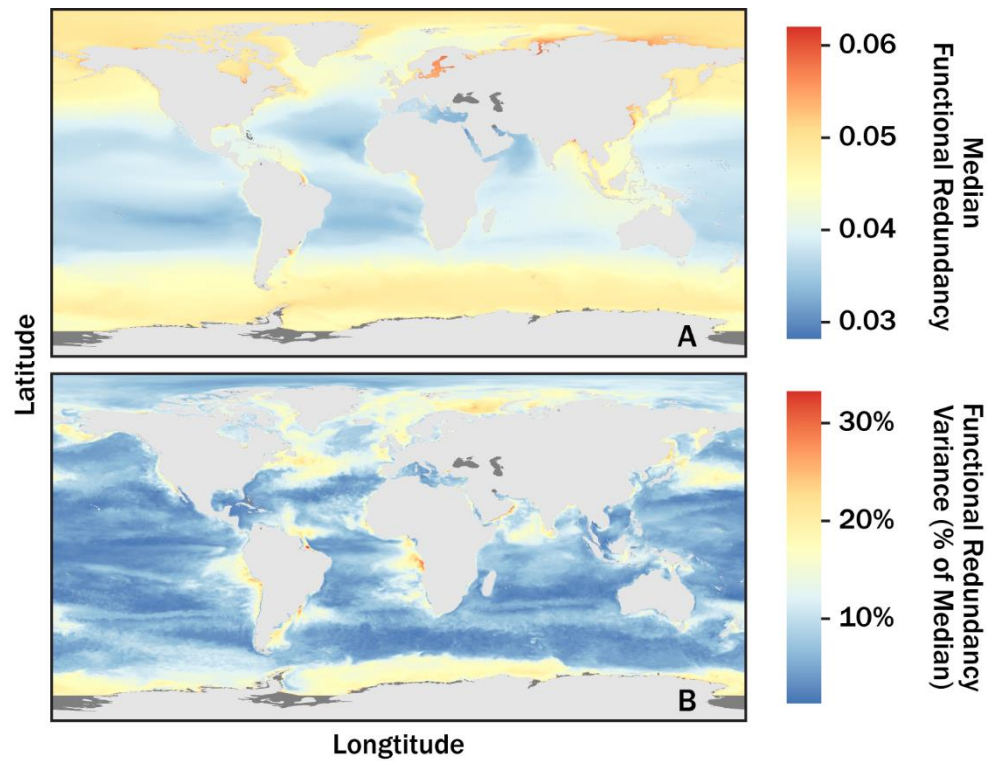 0.06
0.05
0.04
0.03
Median
Functional Redundancy
A
Latitude
30%
20%
10%
Functional Redundancy
Variance (% of Median)
B
Longtitude